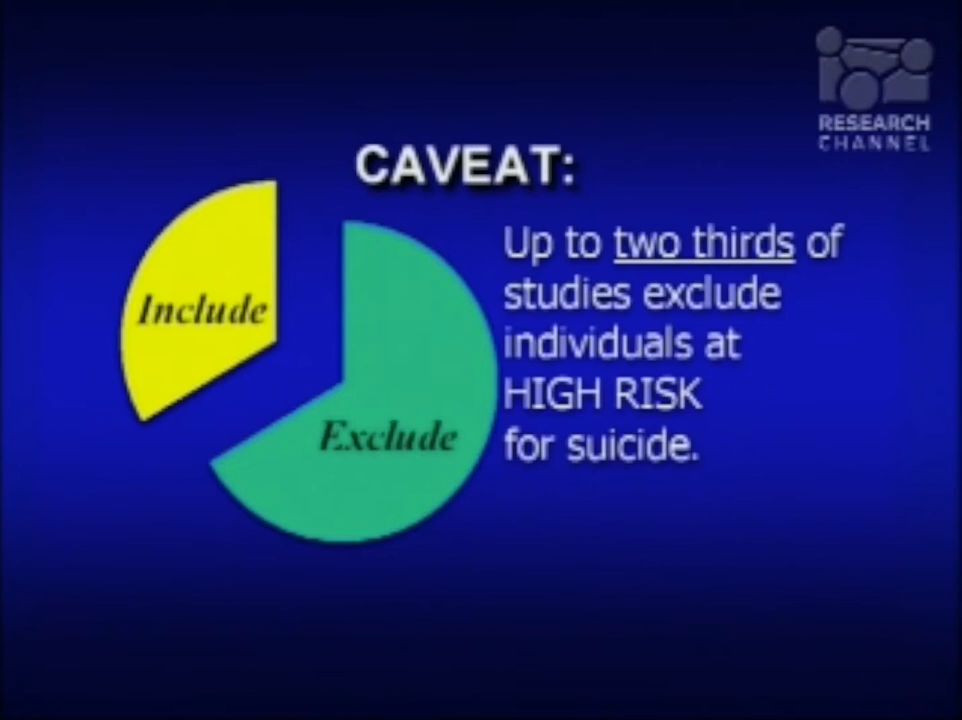 RESEARCH
CHANNEL
CAVEAT:
Include
Exclude
Up to two thirds of
studies exclude
individuals at
HIGH RISK
for suicide.